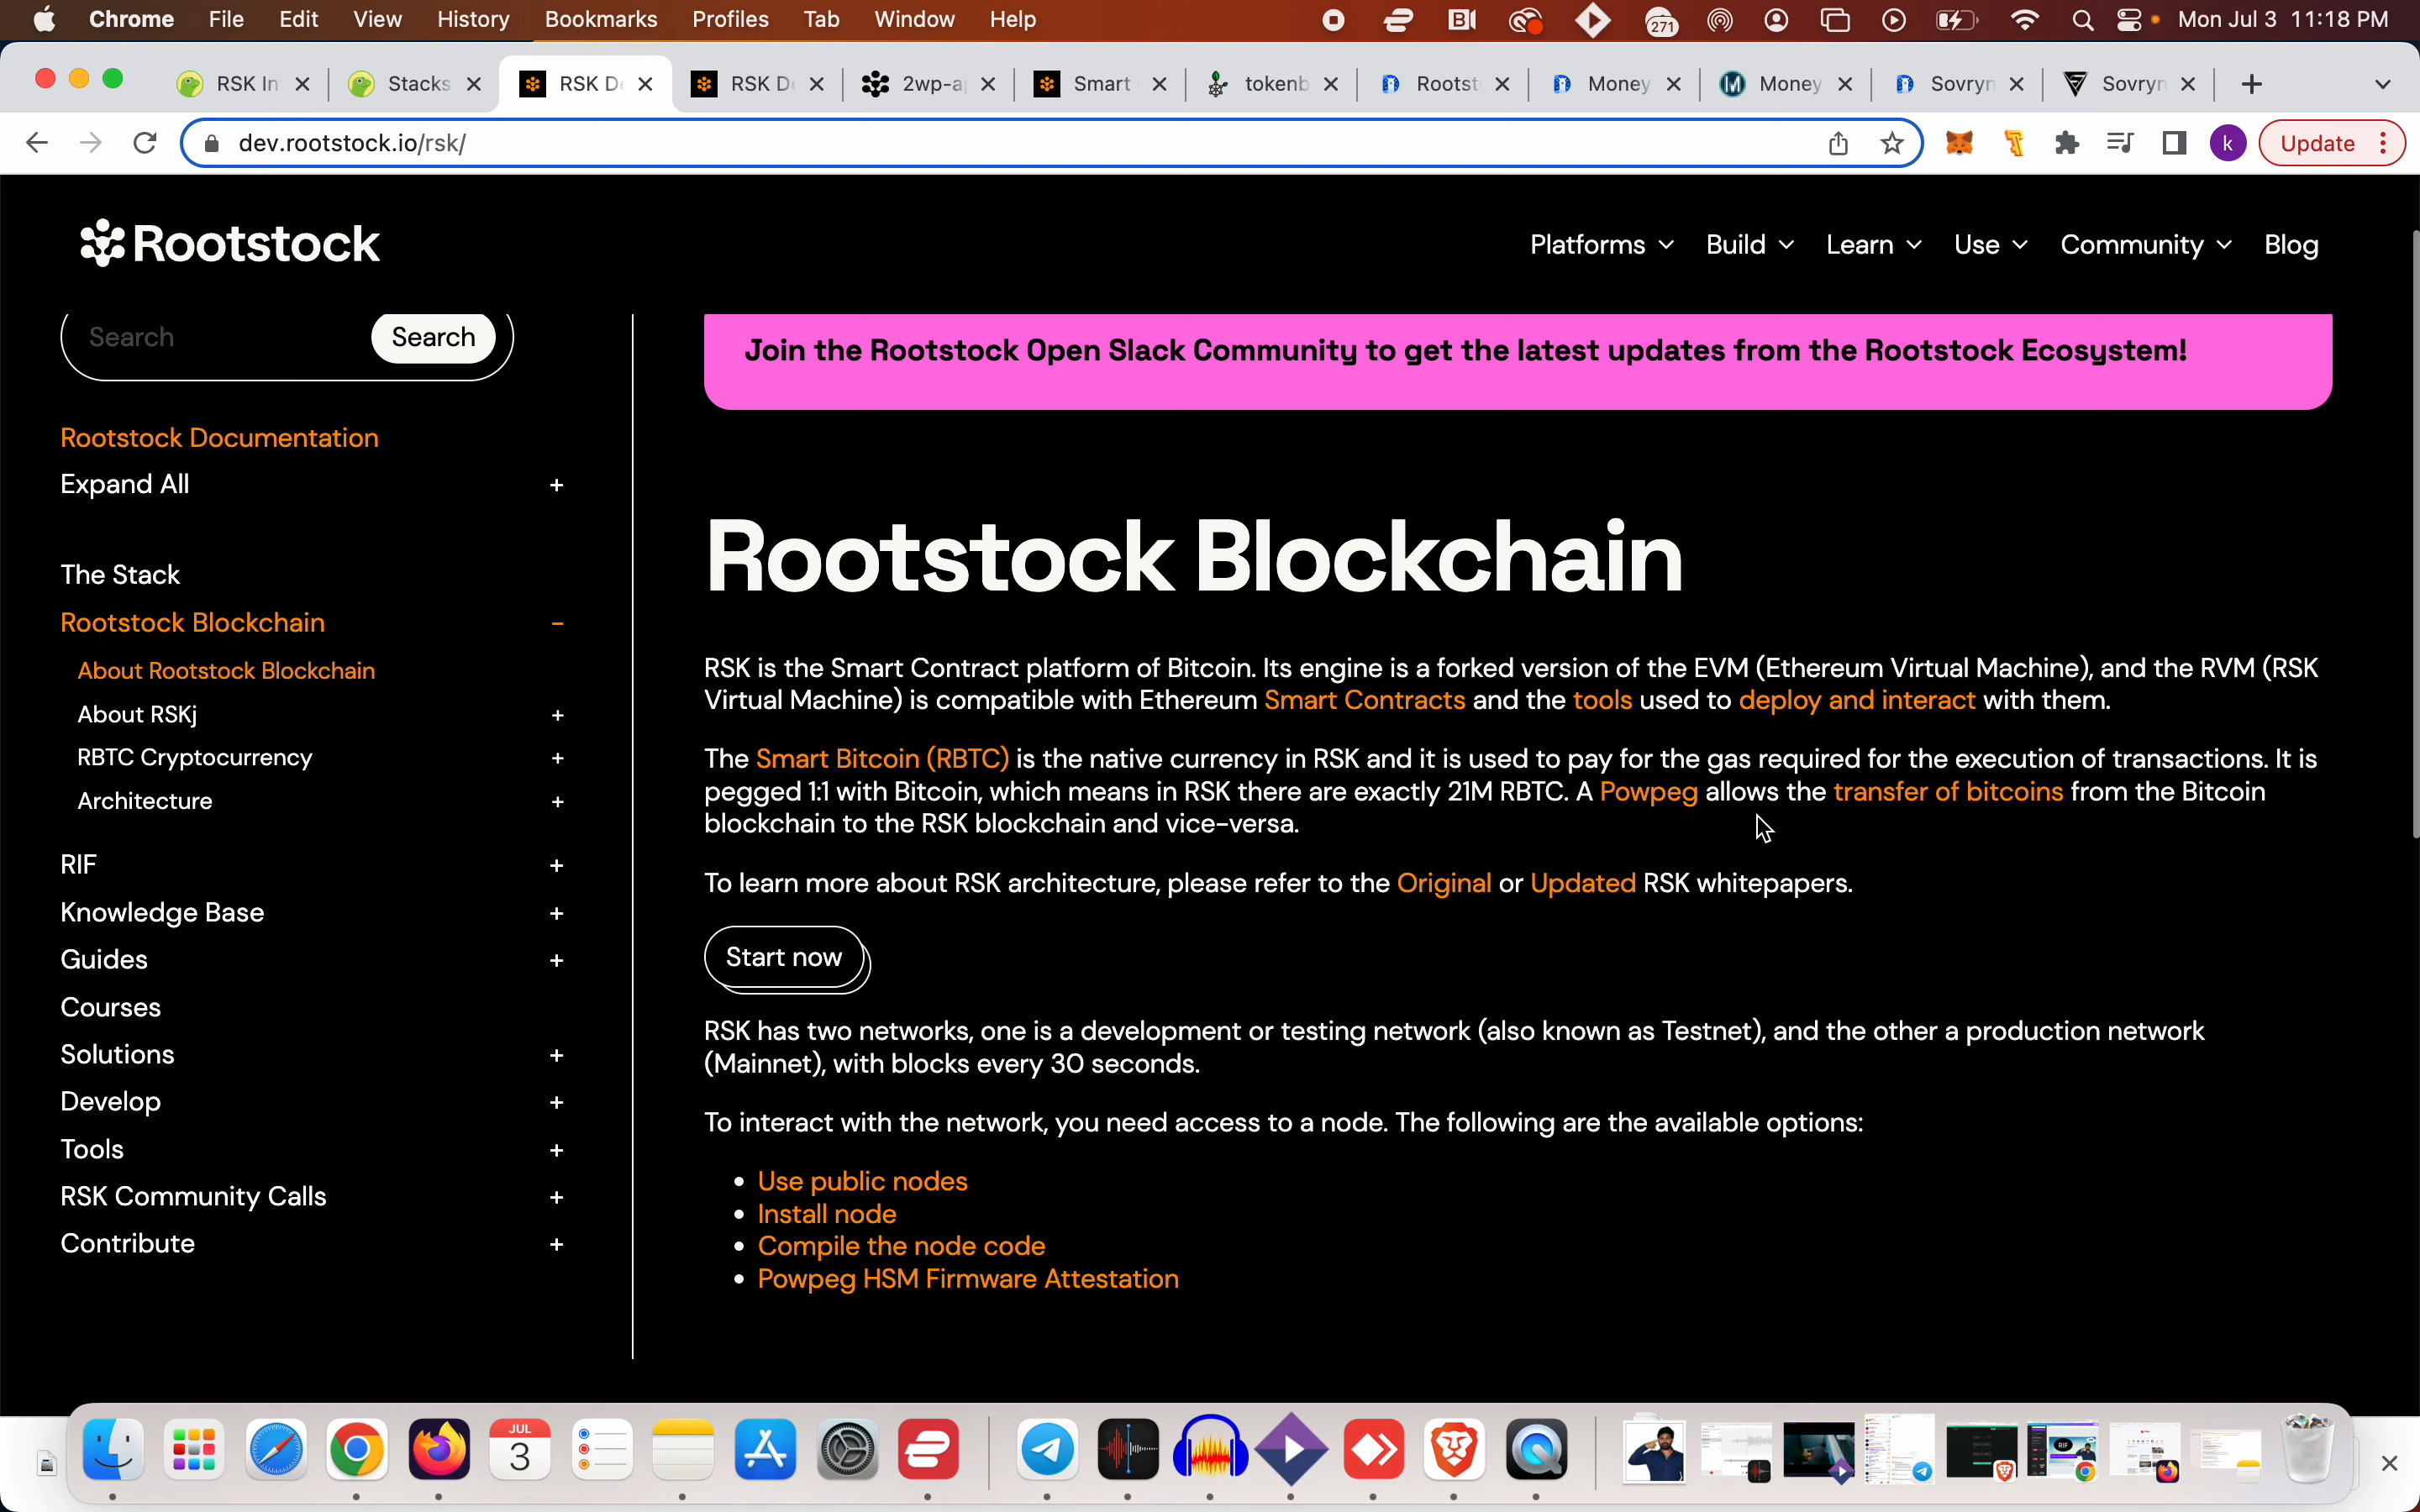 Chrome File Edit View History Bookmarks Profiles Tab Window Help 271 Mon Jul 3 11:18 PM
RSK In Stacks RSK De RSK De 2wp-a Smart tokenb Rootst Money Money Sovryn Sovryn
dev.rootstock.io/rsk/ k Update
Rootstock
Platforms Build Learn Use Community Blog
Search Search
Join the Rootstock Open Slack Community to get the latest updates from the Rootstock Ecosystem!
Rootstock Documentation
Expand All +
The Stack
Rootstock Blockchain -
About Rootstock Blockchain
About RSKj +
RBTC Cryptocurrency +
Architecture +
RIF +
Knowledge Base +
Guides +
Courses
Solutions +
Develop +
Tools +
RSK Community Calls +
Contribute +
Rootstock Blockchain
RSK is the Smart Contract platform of Bitcoin. Its engine is a forked version of the EVM (Ethereum Virtual Machine), and the RVM (RSK
Virtual Machine) is compatible with Ethereum Smart Contracts and the tools used to deploy and interact with them.
The Smart Bitcoin (RBTC) is the native currency in RSK and it is used to pay for the gas required for the execution of transactions. It is
pegged 1:1 with Bitcoin, which means in RSK there are exactly 21M RBTC. A Powpeg allows the transfer of bitcoins from the Bitcoin
blockchain to the RSK blockchain and vice-versa.
To learn more about RSK architecture, please refer to the Original or Updated RSK whitepapers.
Start now
RSK has two networks, one is a development or testing network (also known as Testnet), and the other a production network
(Mainnet), with blocks every 30 seconds.
To interact with the network, you need access to a node. The following are the available options:
• Use public nodes
• Install node
• Compile the node code
• Powpeg HSM Firmware Attestation
JUL
3
RIF